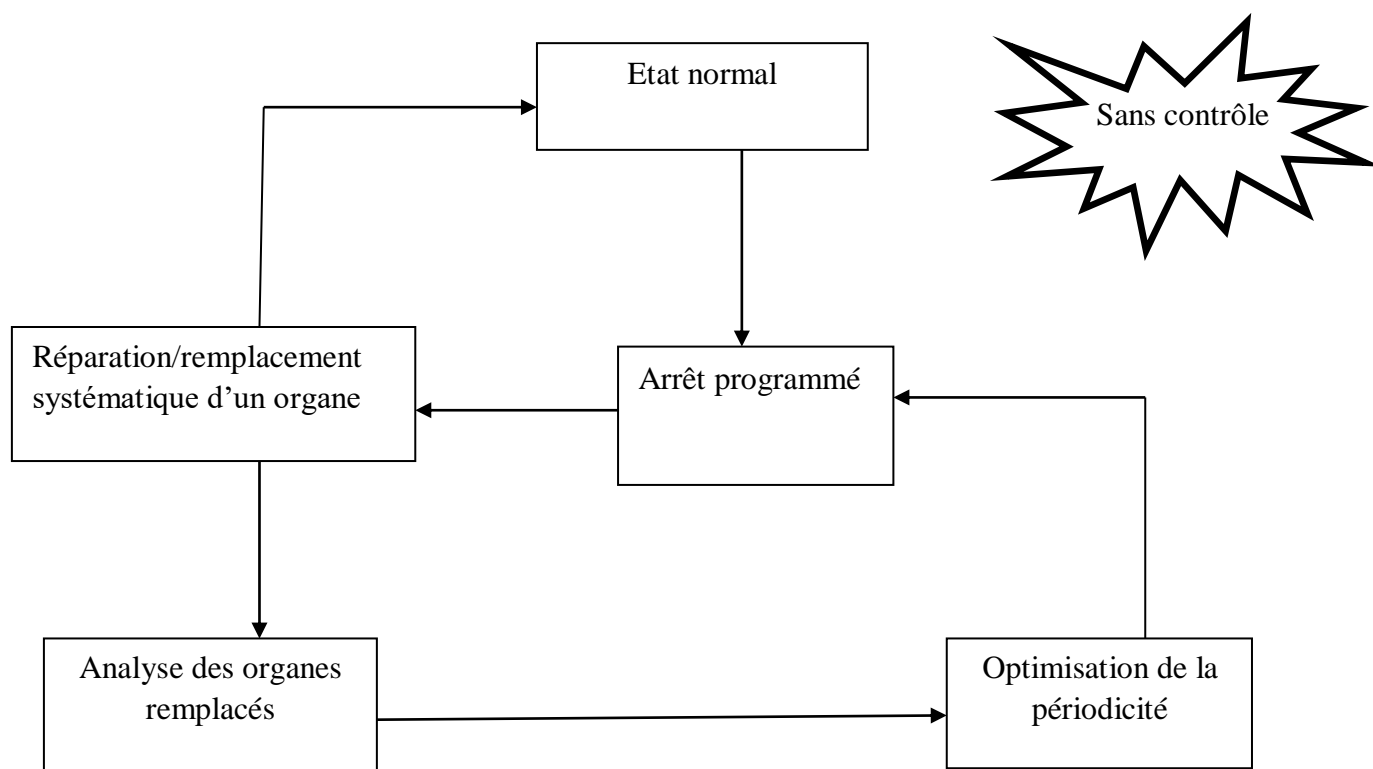 Etat normal
Sans contrôle
Réparation/remplacement
systématique d’un organe
Arrêt programmé
Analyse des organes
remplacés
Optimisation de la
périodicité